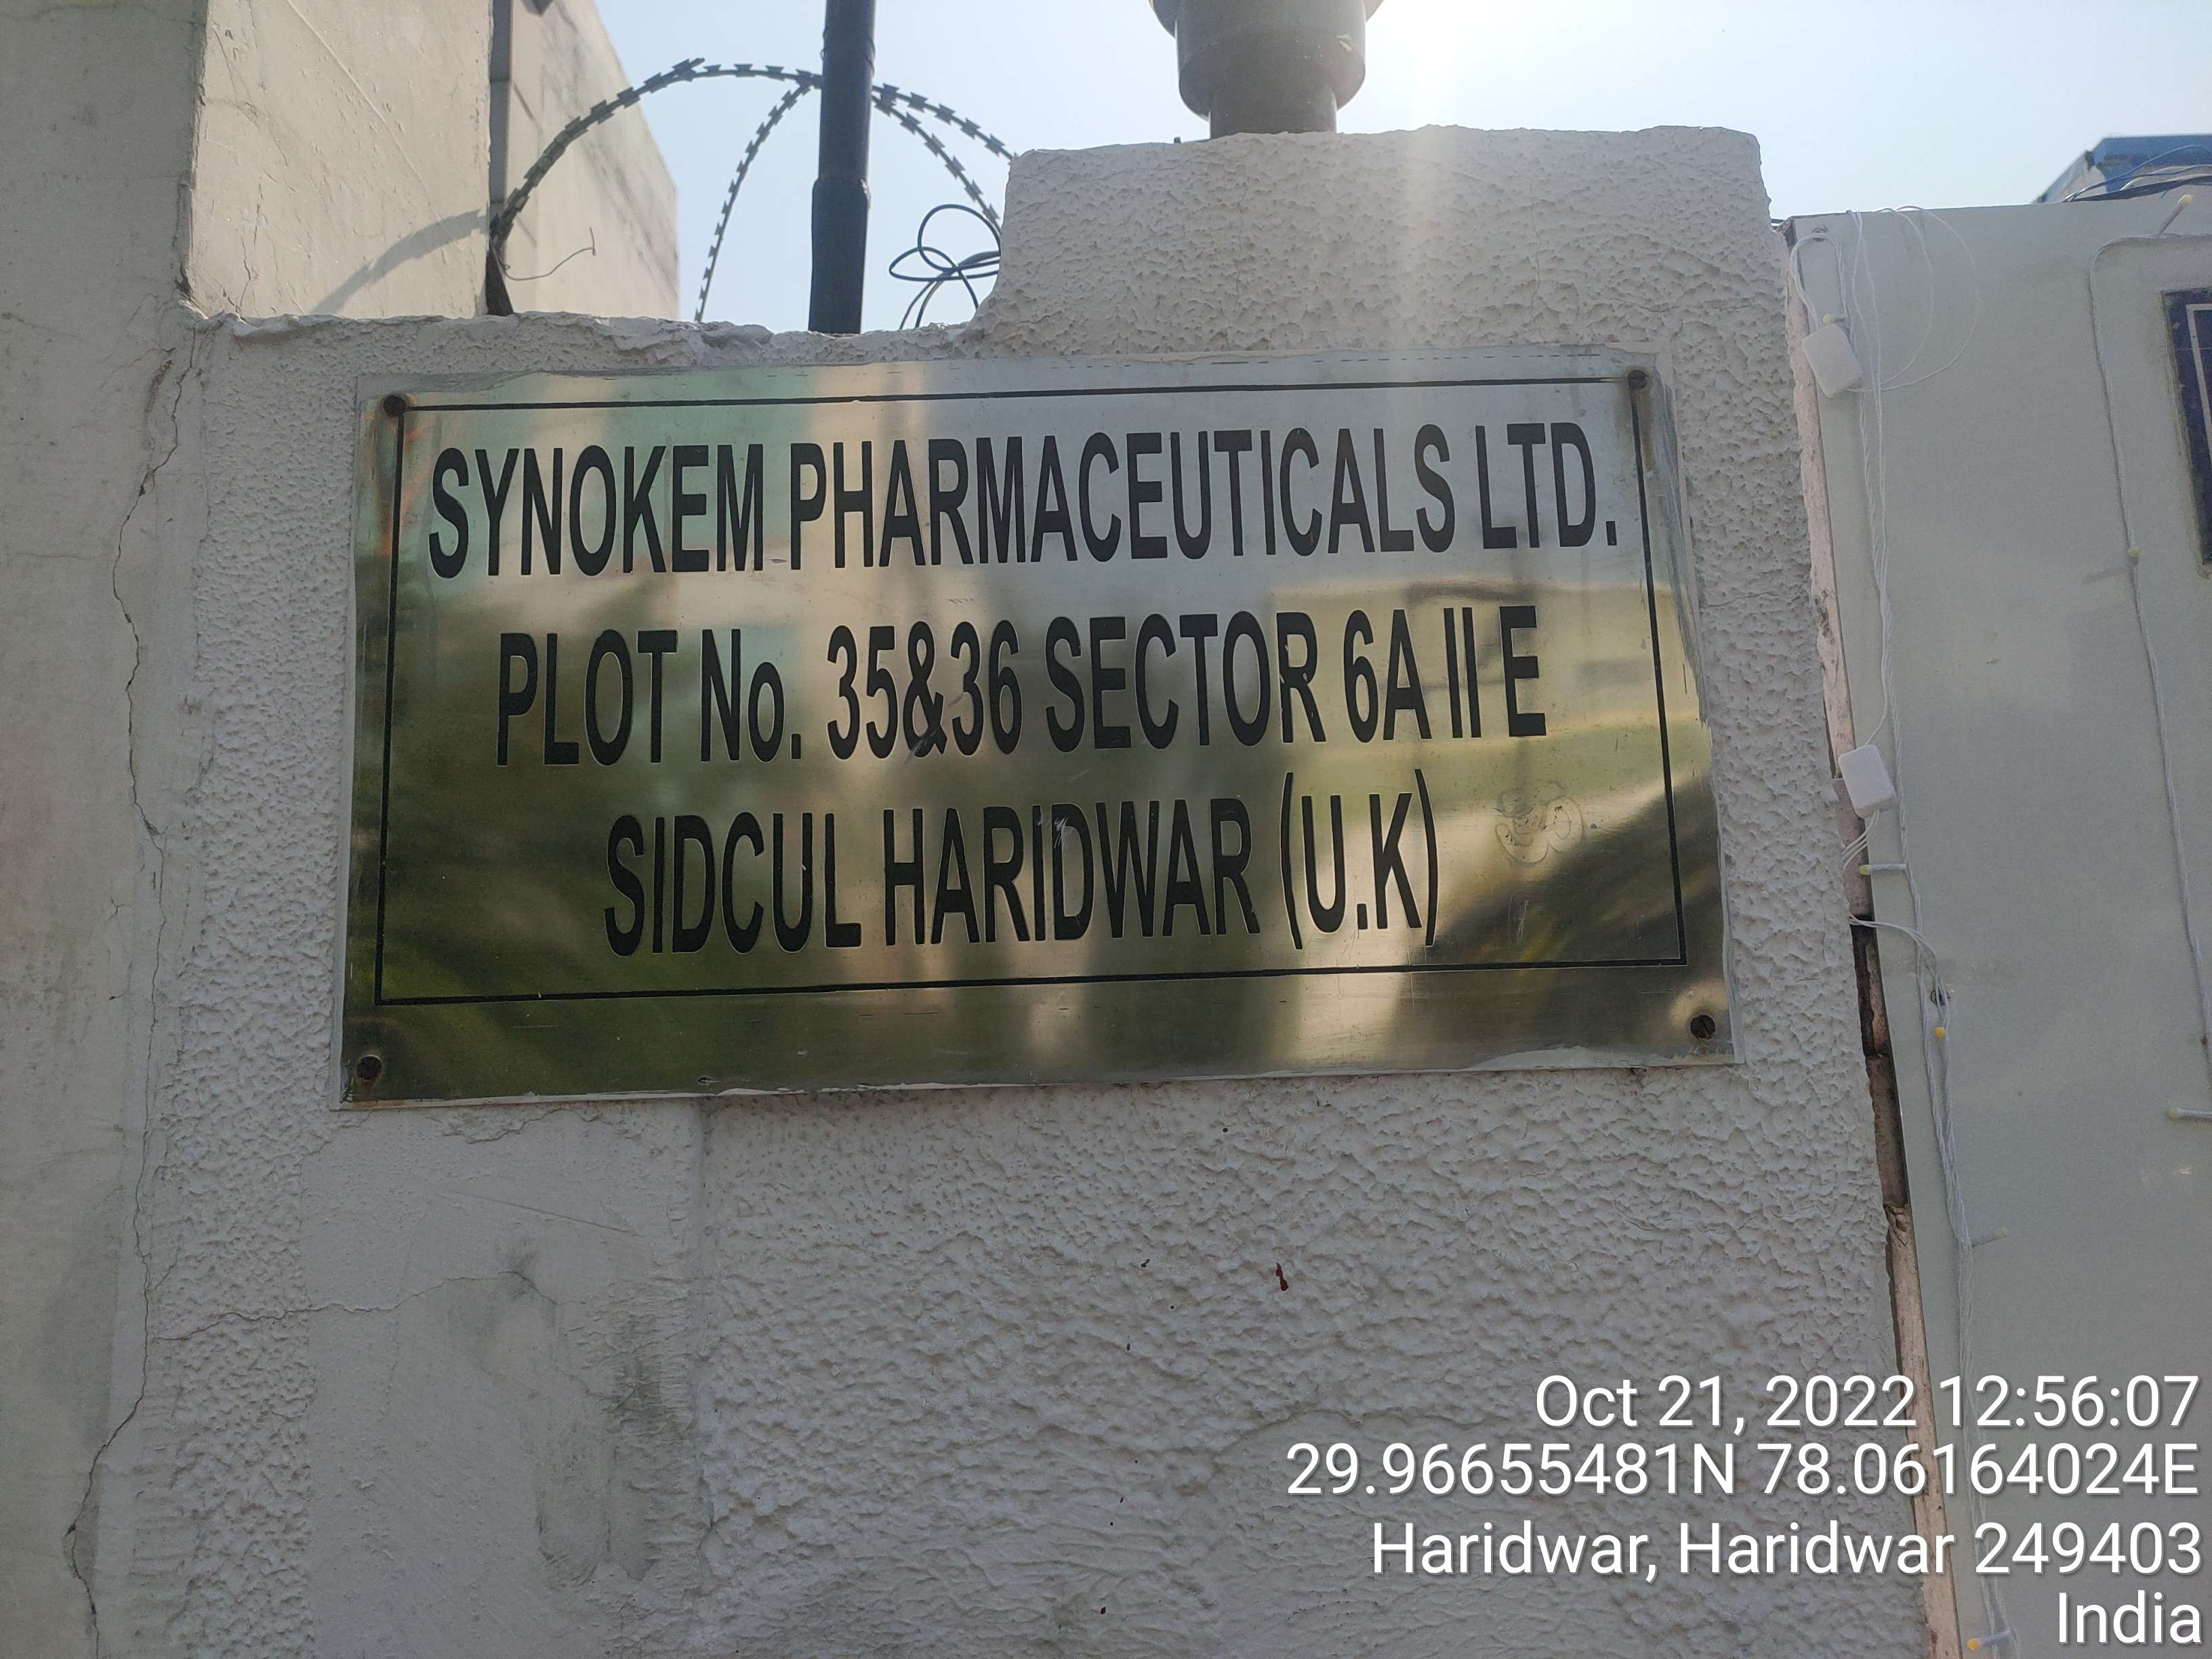 SYNOKEM PHARMACEUTICALS LTD.
PLOT No. 35&36 SECTOR 6A II E
SIDCUL HARIDWAR (U.K)
Oct 21, 2022 12:56:07
29.96655481N 78.06164024E
Haridwar, Haridwar 249403
India